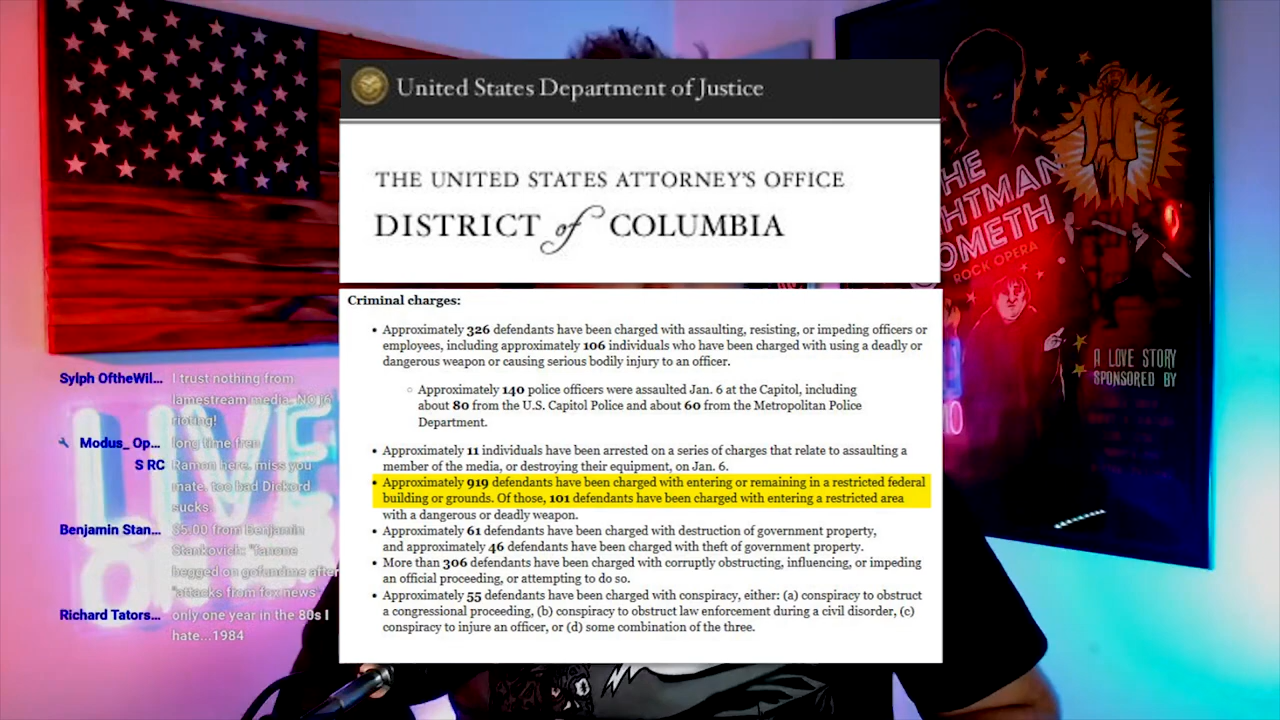 United States Department of Justice
THE UNITED STATES ATTORNEY'S OFFICE
DISTRICT of COLUMBIA
Criminal charges:
Approximately 326 defendants have been charged with assaulting, resisting, or impeding officers or
employees, including approximately 106 individuals who have been charged with using a deadly or
dangerous weapon or causing serious bodily injury to an officer.
Approximately 140 police officers were assaulted Jan. 6 at the Capitol, including
about 80 from the U.S. Capitol Police and about 60 from the Metropolitan Police
Department.
Approximately 11 individuals have been arrested on a series of charges that relate to assaulting a
member of the media, or destroying their equipment, on Jan. 6.
Approximately 919 defendants have been charged with entering or remaining in a restricted federal
building or grounds. Of those, 101 defendants have been charged with entering a restricted area
with a dangerous or deadly weapon.
Approximately 61 defendants have been charged with destruction of government property,
and approximately 46 defendants have been charged with theft of government property.
More than 306 defendants have been charged with corruptly obstructing, influencing, or impeding
an official proceeding, or attempting to do so.
Approximately 55 defendants have been charged with conspiracy, either: (a) conspiracy to obstruct
a congressional proceeding, (b) conspiracy to obstruct law enforcement during a civil disorder, (c)
conspiracy to injure an officer, or (d) some combination of the three.
Sylph OftheWil... I trust nothing from
lamestream media. NO j6
rioting!
Modus_ Op... long time fren
S RC Ramon here. miss you
mate. too bad Dickord
sucks.
Benjamin Stan... $5.00 from benjamin
Stankovich: "Tanone
begged on gofundme after
"attacks from fox news"
Richard Tators... only one year in the 80s I
hate...1984
LIVE
HE
HTMAN
OMETH
ROCK OPERA
A LOVE STORY
SPONSORED BY